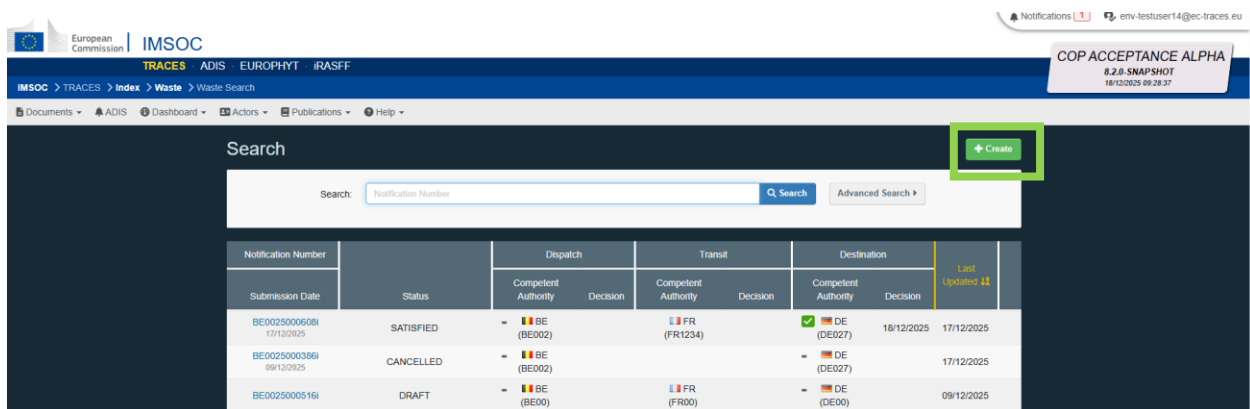 Notifications 1 env-testuser14@ec-traces.eu
European
Commission
IMSOC
COP ACCEPTANCE ALPHA
8.2.0-SNAPSHOT
18/12/2025 09:28:37
TRACES · ADIS · EUROPHYT · iRASFF
IMSOC > TRACES > Index > Waste > Waste Search
Documents ADIS Dashboard Actors Publications Help
Search
+ Create
Search: Notification Number Search Advanced Search
Notification Number Dispatch Transit Destination Last Updated
Submission Date Status Competent Authority Decision Competent Authority Decision Competent Authority Decision
BE0025000608i SATISFIED - BE FR DE 18/12/2025 17/12/2025
17/12/2025 (BE002) (FR1234) (DE027)
BE0025000386i CANCELLED - BE - DE 17/12/2025
09/12/2025 (BE002) (DE027)
BE0025000516i DRAFT - BE FR - DE 09/12/2025
(BE00) (FR00) (DE00)